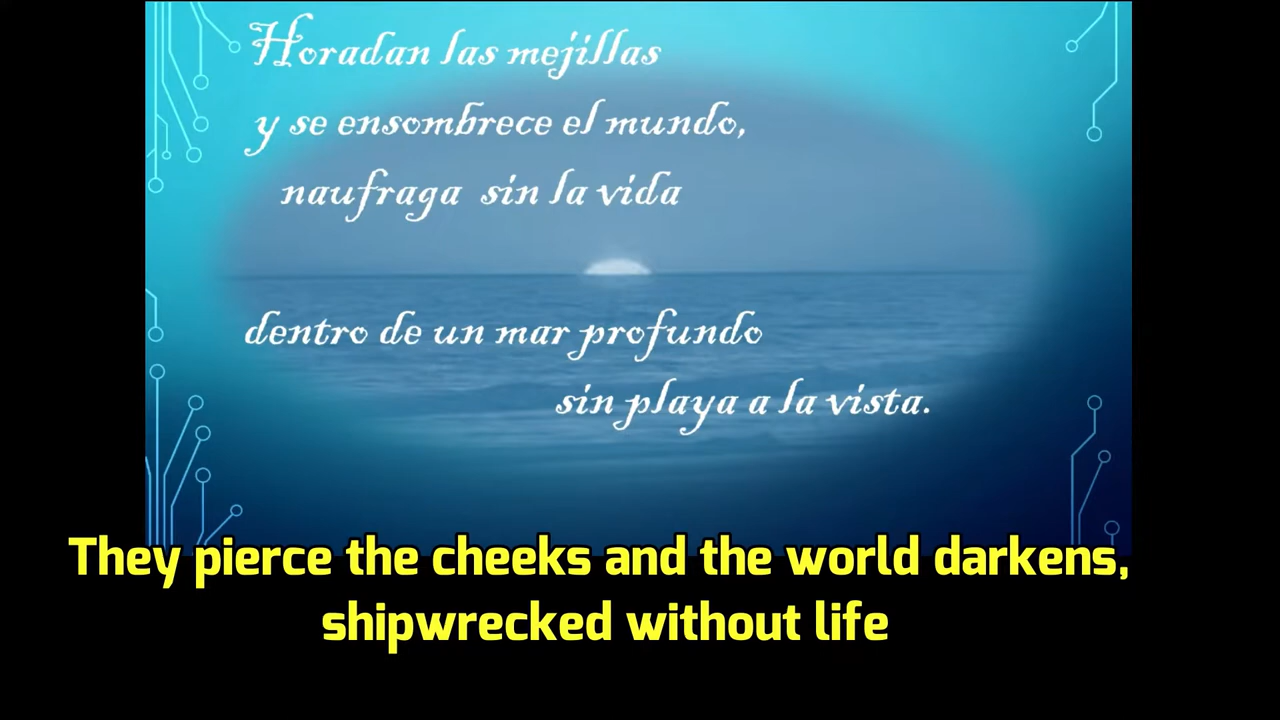 Horadan las mejillas
y se ensombrece el mundo,
naufraga sin la vida
dentro de un mar profundo
sin playa a la vista.
They pierce the cheeks and the world darkens,
shipwrecked without life